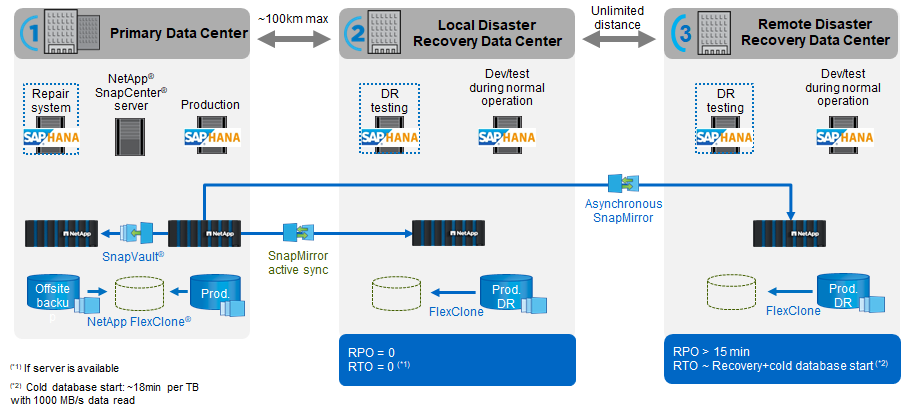 1
Primary Data Center
~100km max
2
Local Disaster
Recovery Data Center
Unlimited
distance
3
Remote Disaster
Recovery Data Center
Repair
system
SAP HANA
NetApp®
SnapCenter®
server
Production
SAP HANA
DR
testing
SAP HANA
Dev/test
during normal
operation
SAP HANA
DR
testing
SAP HANA
Dev/test
during normal
operation
SAP HANA
Asynchronous
SnapMirror
NetApp
SnapVault®
NetApp
SnapMirror
active sync
NetApp
NetApp
Offsite
backu
Prod.
NetApp FlexClone®
Prod.
DR
FlexClone
Prod.
DR
FlexClone
RPO = 0
RTO = 0 (*1)
RPO > 15 min
RTO ~ Recovery+cold database start (*2)
(*1) If server is available
(*2) Cold database start: ~18min per TB
with 1000 MB/s data read